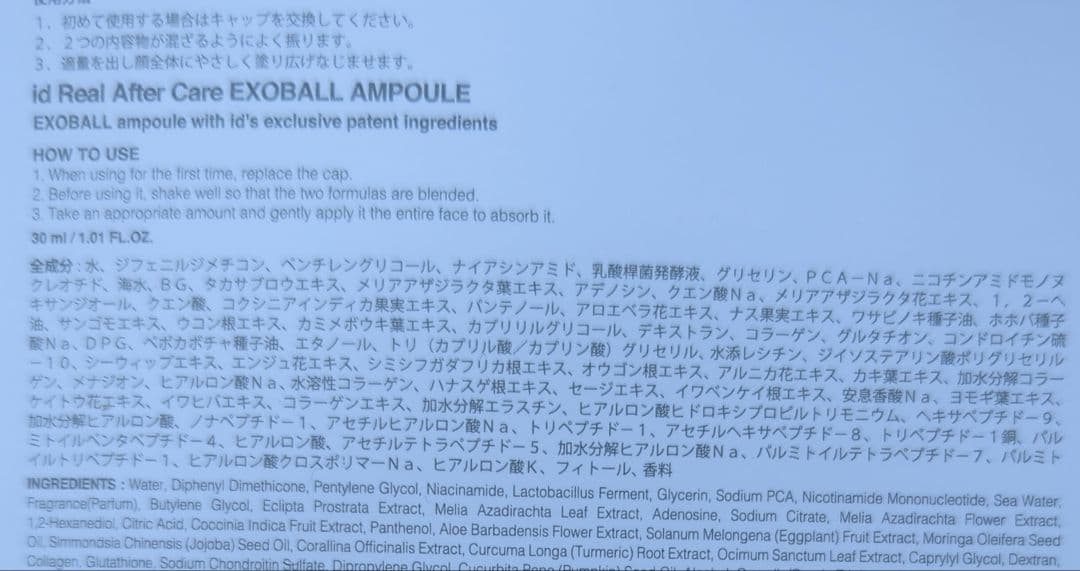 使用方法
1、初めて使用する場合はキャップを交換してください。
2、2つの内容物が混ざるようによく振ります。
3、適量を出し顔全体にやさしく塗り広げなじませます。
id Real After Care EXOBALL AMPOULE
EXOBALL ampoule with id's exclusive patent ingredients
HOW TO USE
1. When using for the first time, replace the cap.
2. Before using it, shake well so that the two formulas are blended.
3. Take an appropriate amount and gently apply it the entire face to absorb it.
30 ml / 1.01 FL.OZ.
全成分 : 水、ジフェニルジメチコン、ペンチレングリコール、ナイアシンアミド、乳酸桿菌発酵液、グリセリン、PCA－Na、ニコチンアミドモノヌ
クレオチド、海水、BG、タカサブロウエキス、メリアアザジラクタ葉エキス、アデノシン、クエン酸Na、メリアアザジラクタ花エキス、1，2－ヘ
キサンジオール、クエン酸、コクシニアインディカ果実エキス、パンテノール、アロエベラ花エキス、ナス果実エキス、ワサビノキ種子油、ホホバ種子
油、サンゴモエキス、ウコン根エキス、カミメボウキ葉エキス、カプリリルグリコール、デキストラン、コラーゲン、グルタチオン、コンドロイチン硫
酸Na、DPG、ペポカボチャ種子油、エタノール、トリ（カプリル酸／カプリン酸）グリセリル、水添レシチン、ジイソステアリン酸ポリグリセリル
－10、シーウィップエキス、エンジュ花エキス、シミシフガダフリカ根エキス、オウゴン根エキス、アルニカ花エキス、カキ葉エキス、加水分解コラー
ゲン、メナジオン、ヒアルロン酸Na、水溶性コラーゲン、ハナスゲ根エキス、セージエキス、イワベンケイ根エキス、安息香酸Na、ヨモギ葉エキス、
ケイトウ花エキス、イワヒバエキス、コラーゲンエキス、加水分解エラスチン、ヒアルロン酸ヒドロキシプロピルトリモニウム、ヘキサペプチド－9、
加水分解ヒアルロン酸、ノナペプチド－1、アセチルヒアルロン酸Na、トリペプチド－1、アセチルヘキサペプチド－8、トリペプチド－1銅、パル
ミトイルペンタペプチド－4、ヒアルロン酸、アセチルテトラペプチド－5、加水分解ヒアルロン酸Na、パルミトイルテトラペプチド－7、パルミト
イルトリペプチド－1、ヒアルロン酸クロスポリマーNa、ヒアルロン酸K、フィトール、香料
INGREDIENTS : Water, Diphenyl Dimethicone, Pentylene Glycol, Niacinamide, Lactobacillus Ferment, Glycerin, Sodium PCA, Nicotinamide Mononucleotide, Sea Water,
Fragrance(Parfum), Butylene Glycol, Eclipta Prostrata Extract, Melia Azadirachta Leaf Extract, Adenosine, Sodium Citrate, Melia Azadirachta Flower Extract,
1,2-Hexanediol, Citric Acid, Coccinia Indica Fruit Extract, Panthenol, Aloe Barbadensis Flower Extract, Solanum Melongena (Eggplant) Fruit Extract, Moringa Oleifera Seed
Oil, Simmondsia Chinensis (Jojoba) Seed Oil, Corallina Officinalis Extract, Curcuma Longa (Turmeric) Root Extract, Ocimum Sanctum Leaf Extract, Caprylyl Glycol, Dextran,
Collagen, Glutathione, Sodium Chondroitin Sulfate, Dipropylene Glycol, Cucurbita Pepo (Pumpkin) Seed Oil,